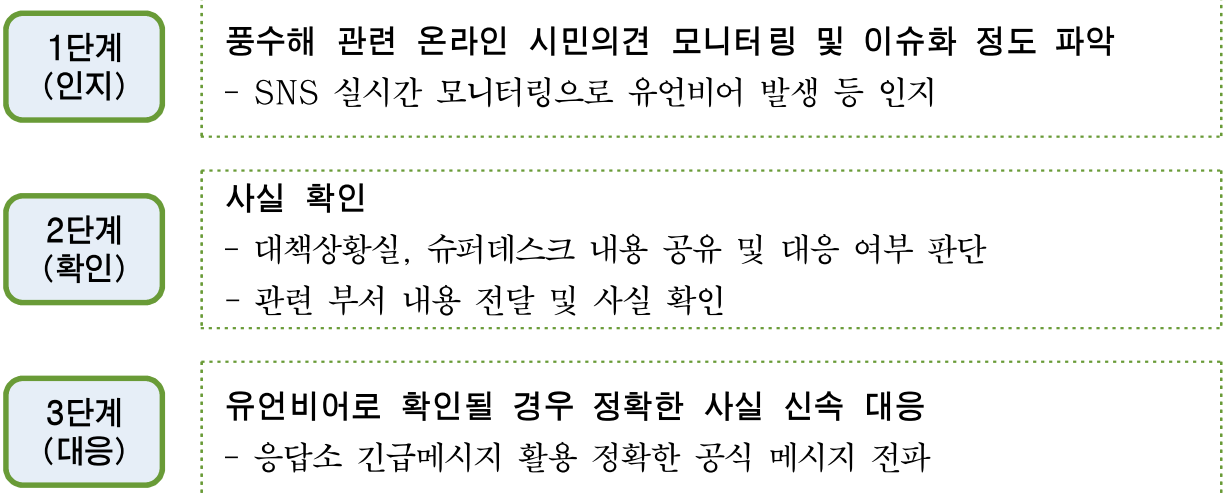 1단계
(인지)
풍수해 관련 온라인 시민의견 모니터링 및 이슈화 정도 파악
- SNS 실시간 모니터링으로 유언비어 발생 등 인지
2단계
(확인)
사실 확인
- 대책상황실, 슈퍼데스크 내용 공유 및 대응 여부 판단
- 관련 부서 내용 전달 및 사실 확인
3단계
(대응)
유언비어로 확인될 경우 정확한 사실 신속 대응
- 응답소 긴급메시지 활용 정확한 공식 메시지 전파